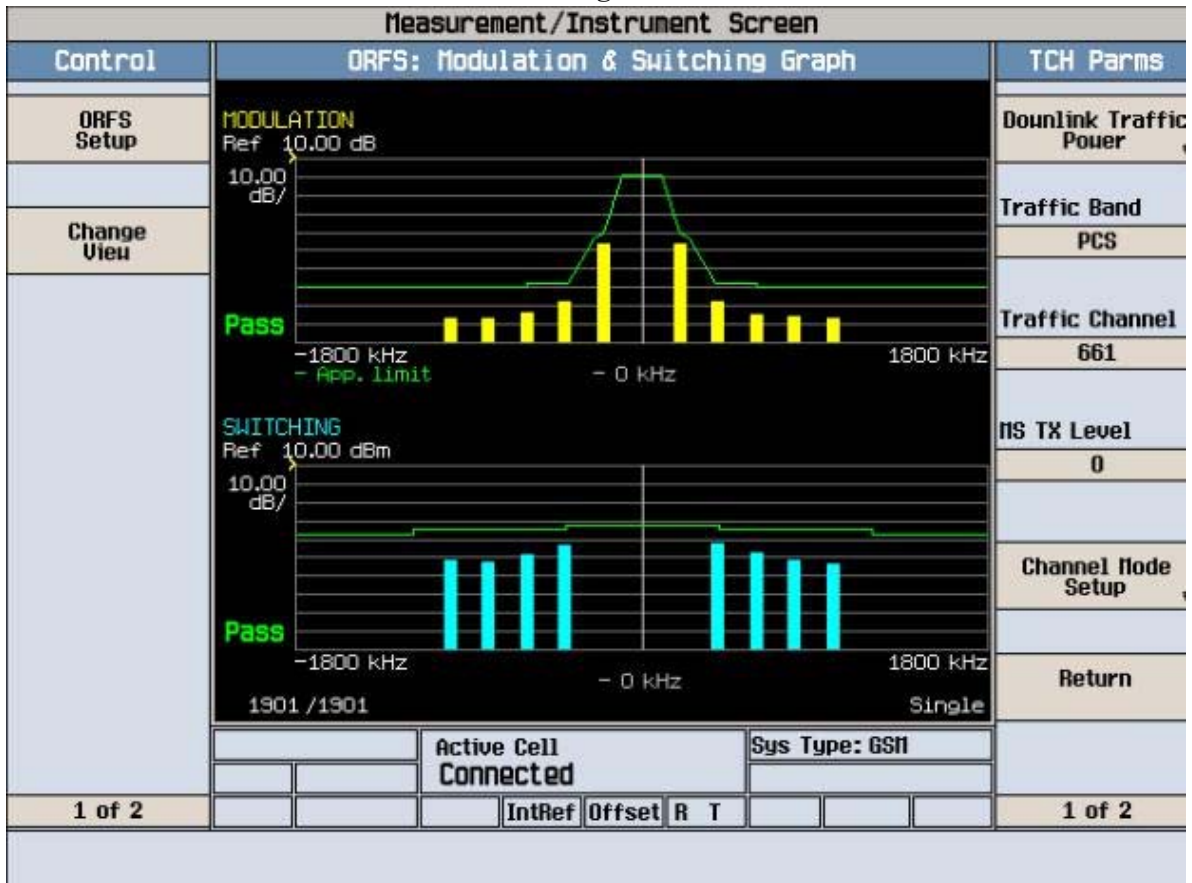 Measurement/Instrument Screen
Control
ORFS: Modulation & Switching Graph
TCH Parms
ORFS
Setup
Change
View
MODULATION
Ref 10.00 dB
10.00
dB/
Pass
-1800 kHz
1800 kHz
- App. limit
- 0 kHz
SWITCHING
Ref 10.00 dBm
10.00
dB/
Pass
-1800 kHz
1800 kHz
- 0 kHz
1901 /1901
Single
Downlink Traffic
Power
Traffic Band
PCS
Traffic Channel
661
MS TX Level
0
Channel Mode
Setup
Return
Active Cell
Connected
Sys Type: GSM
1 of 2
IntRef
Offset
R T
1 of 2